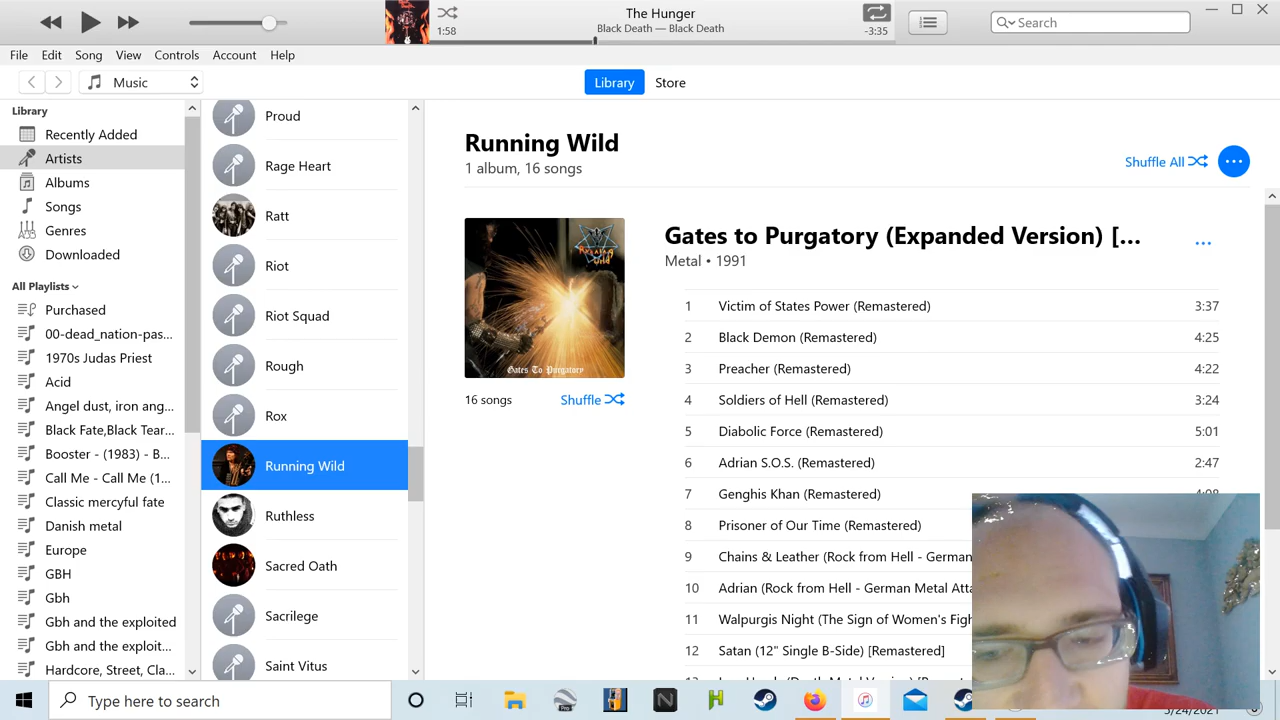 The Hunger
Black Death — Black Death
1:58
-3:35
Search
File Edit Song View Controls Account Help
Music
Library Store
Library
Recently Added
Artists
Albums
Songs
Genres
Downloaded
All Playlists
Purchased
00-dead_nation-pas...
1970s Judas Priest
Acid
Angel dust, iron ang...
Black Fate,Black Tear...
Booster - (1983) - B...
Call Me - Call Me (1...
Classic mercyful fate
Danish metal
Europe
GBH
Gbh
Gbh and the exploited
Gbh and the exploit...
Hardcore, Street, Cla...
Proud
Rage Heart
Ratt
Riot
Riot Squad
Rough
Rox
Running Wild
Ruthless
Sacred Oath
Sacrilege
Saint Vitus
Running Wild
1 album, 16 songs
Shuffle All
Running Wild
Gates To Purgatory
16 songs
Shuffle
Gates to Purgatory (Expanded Version) [...
Metal • 1991
1 Victim of States Power (Remastered) 3:37
2 Black Demon (Remastered) 4:25
3 Preacher (Remastered) 4:22
4 Soldiers of Hell (Remastered) 3:24
5 Diabolic Force (Remastered) 5:01
6 Adrian S.O.S. (Remastered) 2:47
7 Genghis Khan (Remastered) 4:08
8 Prisoner of Our Time (Remastered)
9 Chains & Leather (Rock from Hell - German
10 Adrian (Rock from Hell - German Metal Atta
11 Walpurgis Night (The Sign of Women's Figh
12 Satan (12" Single B-Side) [Remastered]
Type here to search
Pro